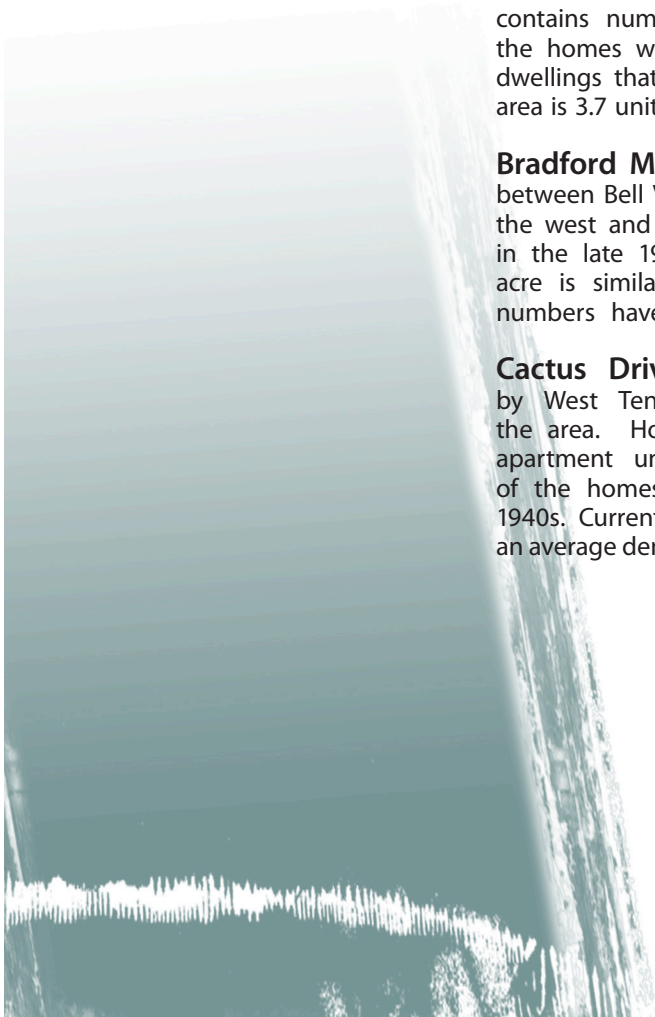 contains num
the homes w
dwellings that
area is 3.7 unit
Bradford M
between Bell
the west and
in the late 19
acre is simila
numbers have
Cactus Driv
by West Ten
the area. Ho
apartment un
of the homes
1940s. Current
an average den